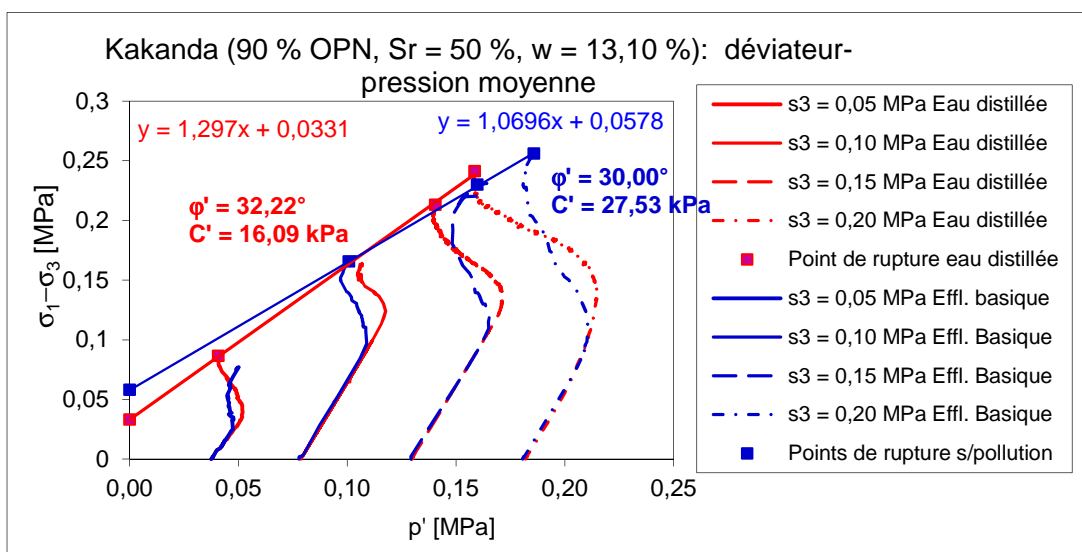 Kakanda (90 % OPN, Sr = 50 %, w = 13,10 %): déviateur-
pression moyenne
y = 1,297x + 0,0331
y = 1,0696x + 0,0578
φ' = 32,22°
C' = 16,09 kPa
φ' = 30,00°
C' = 27,53 kPa
σ1−σ3 [MPa]
0,3
0,25
0,2
0,15
0,1
0,05
0
0,00
0,05
0,10
0,15
0,20
0,25
p' [MPa]
s3 = 0,05 MPa Eau distillée
s3 = 0,10 MPa Eau distillée
s3 = 0,15 MPa Eau distillée
s3 = 0,20 MPa Eau distillée
Point de rupture eau distillée
s3 = 0,05 MPa Effl. basique
s3 = 0,10 MPa Effl. Basique
s3 = 0,15 MPa Effl. Basique
s3 = 0,20 MPa Effl. Basique
Points de rupture s/pollution